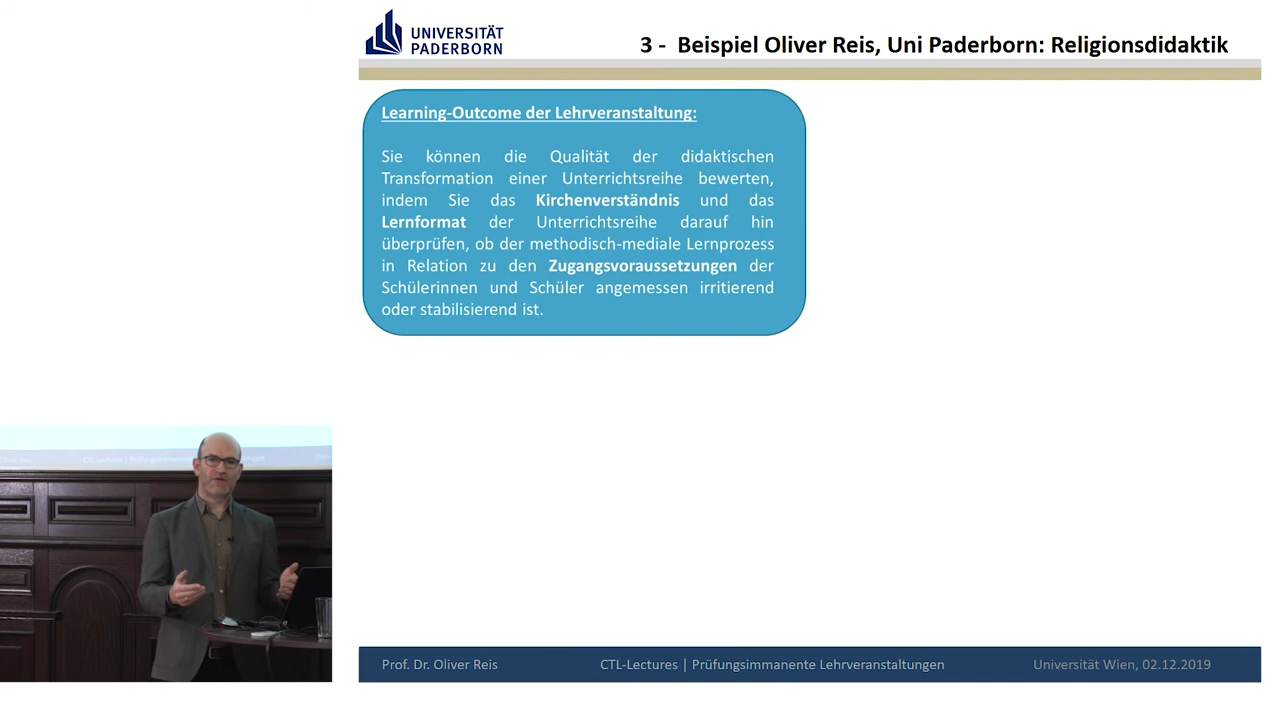 UNIVERSITÄT
PADERBORN
3 - Beispiel Oliver Reis, Uni Paderborn: Religionsdidaktik
Learning-Outcome der Lehrveranstaltung:
Sie können die Qualität der didaktischen
Transformation einer Unterrichtsreihe bewerten,
indem Sie das Kirchenverständnis und das
Lernformat der Unterrichtsreihe darauf hin
überprüfen, ob der methodisch-mediale Lernprozess
in Relation zu den Zugangsvoraussetzungen der
Schülerinnen und Schüler angemessen irritierend
oder stabilisierend ist.
CTL-Lectures | Prüfungsimmanente
Prof. Dr. Oliver Reis
CTL-Lectures | Prüfungsimmanente Lehrveranstaltungen
Universität Wien, 02.12.2019